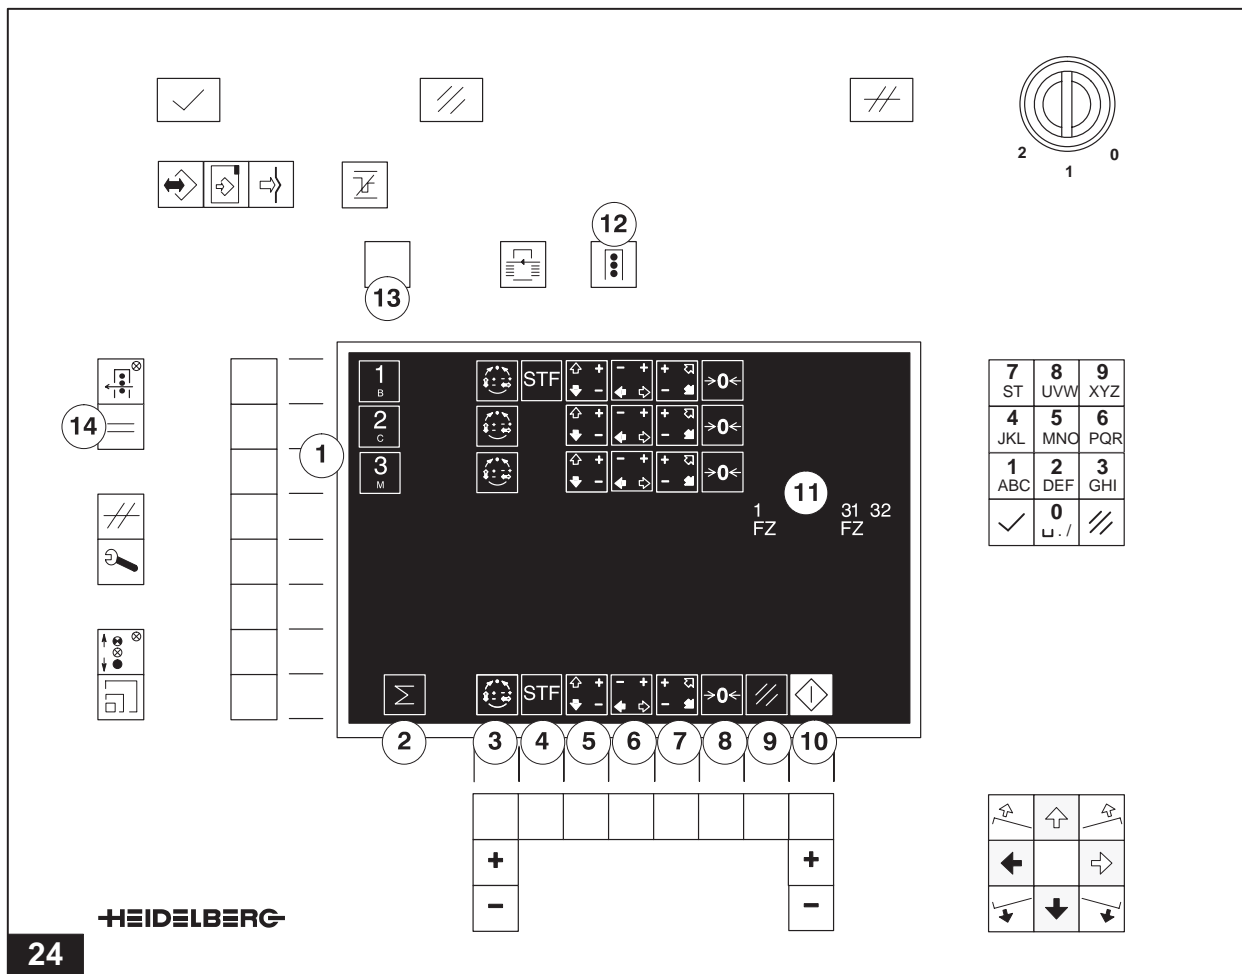 2 0
1
12
13
1 STF + - - + + - →0←
B
7 8 9
ST UVW XYZ
14
2 + - - + + - →0←
C
4 5 6
JKL MNO PQR
1
3 + - - + + - →0←
M
1 2 3
ABC DEF GHI
11
1 31 32
FZ FZ
0
␣ . /
Σ STF + - - + + - →0←
2 3 4 5 6 7 8 9 10
+ +
- -
HEIDELBERG
24